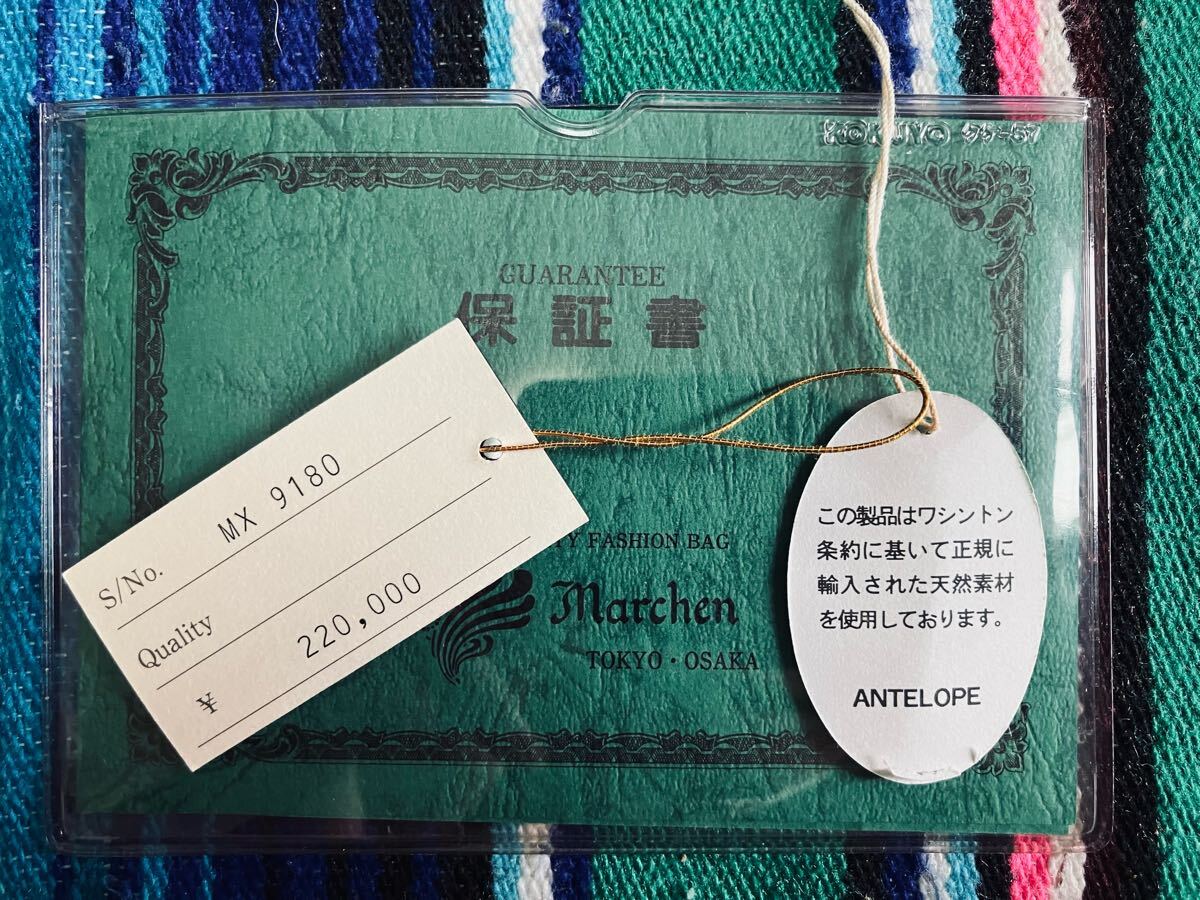 KOKUYO
GUARANTEE
保証書
FASHION BAG
Marchen
TOKYO・OSAKA
S/No. MX 9180
Quality
¥ 220,000
この製品はワシントン
条約に基いて正規に
輸入された天然素材
を使用しております。
ANTELOPE